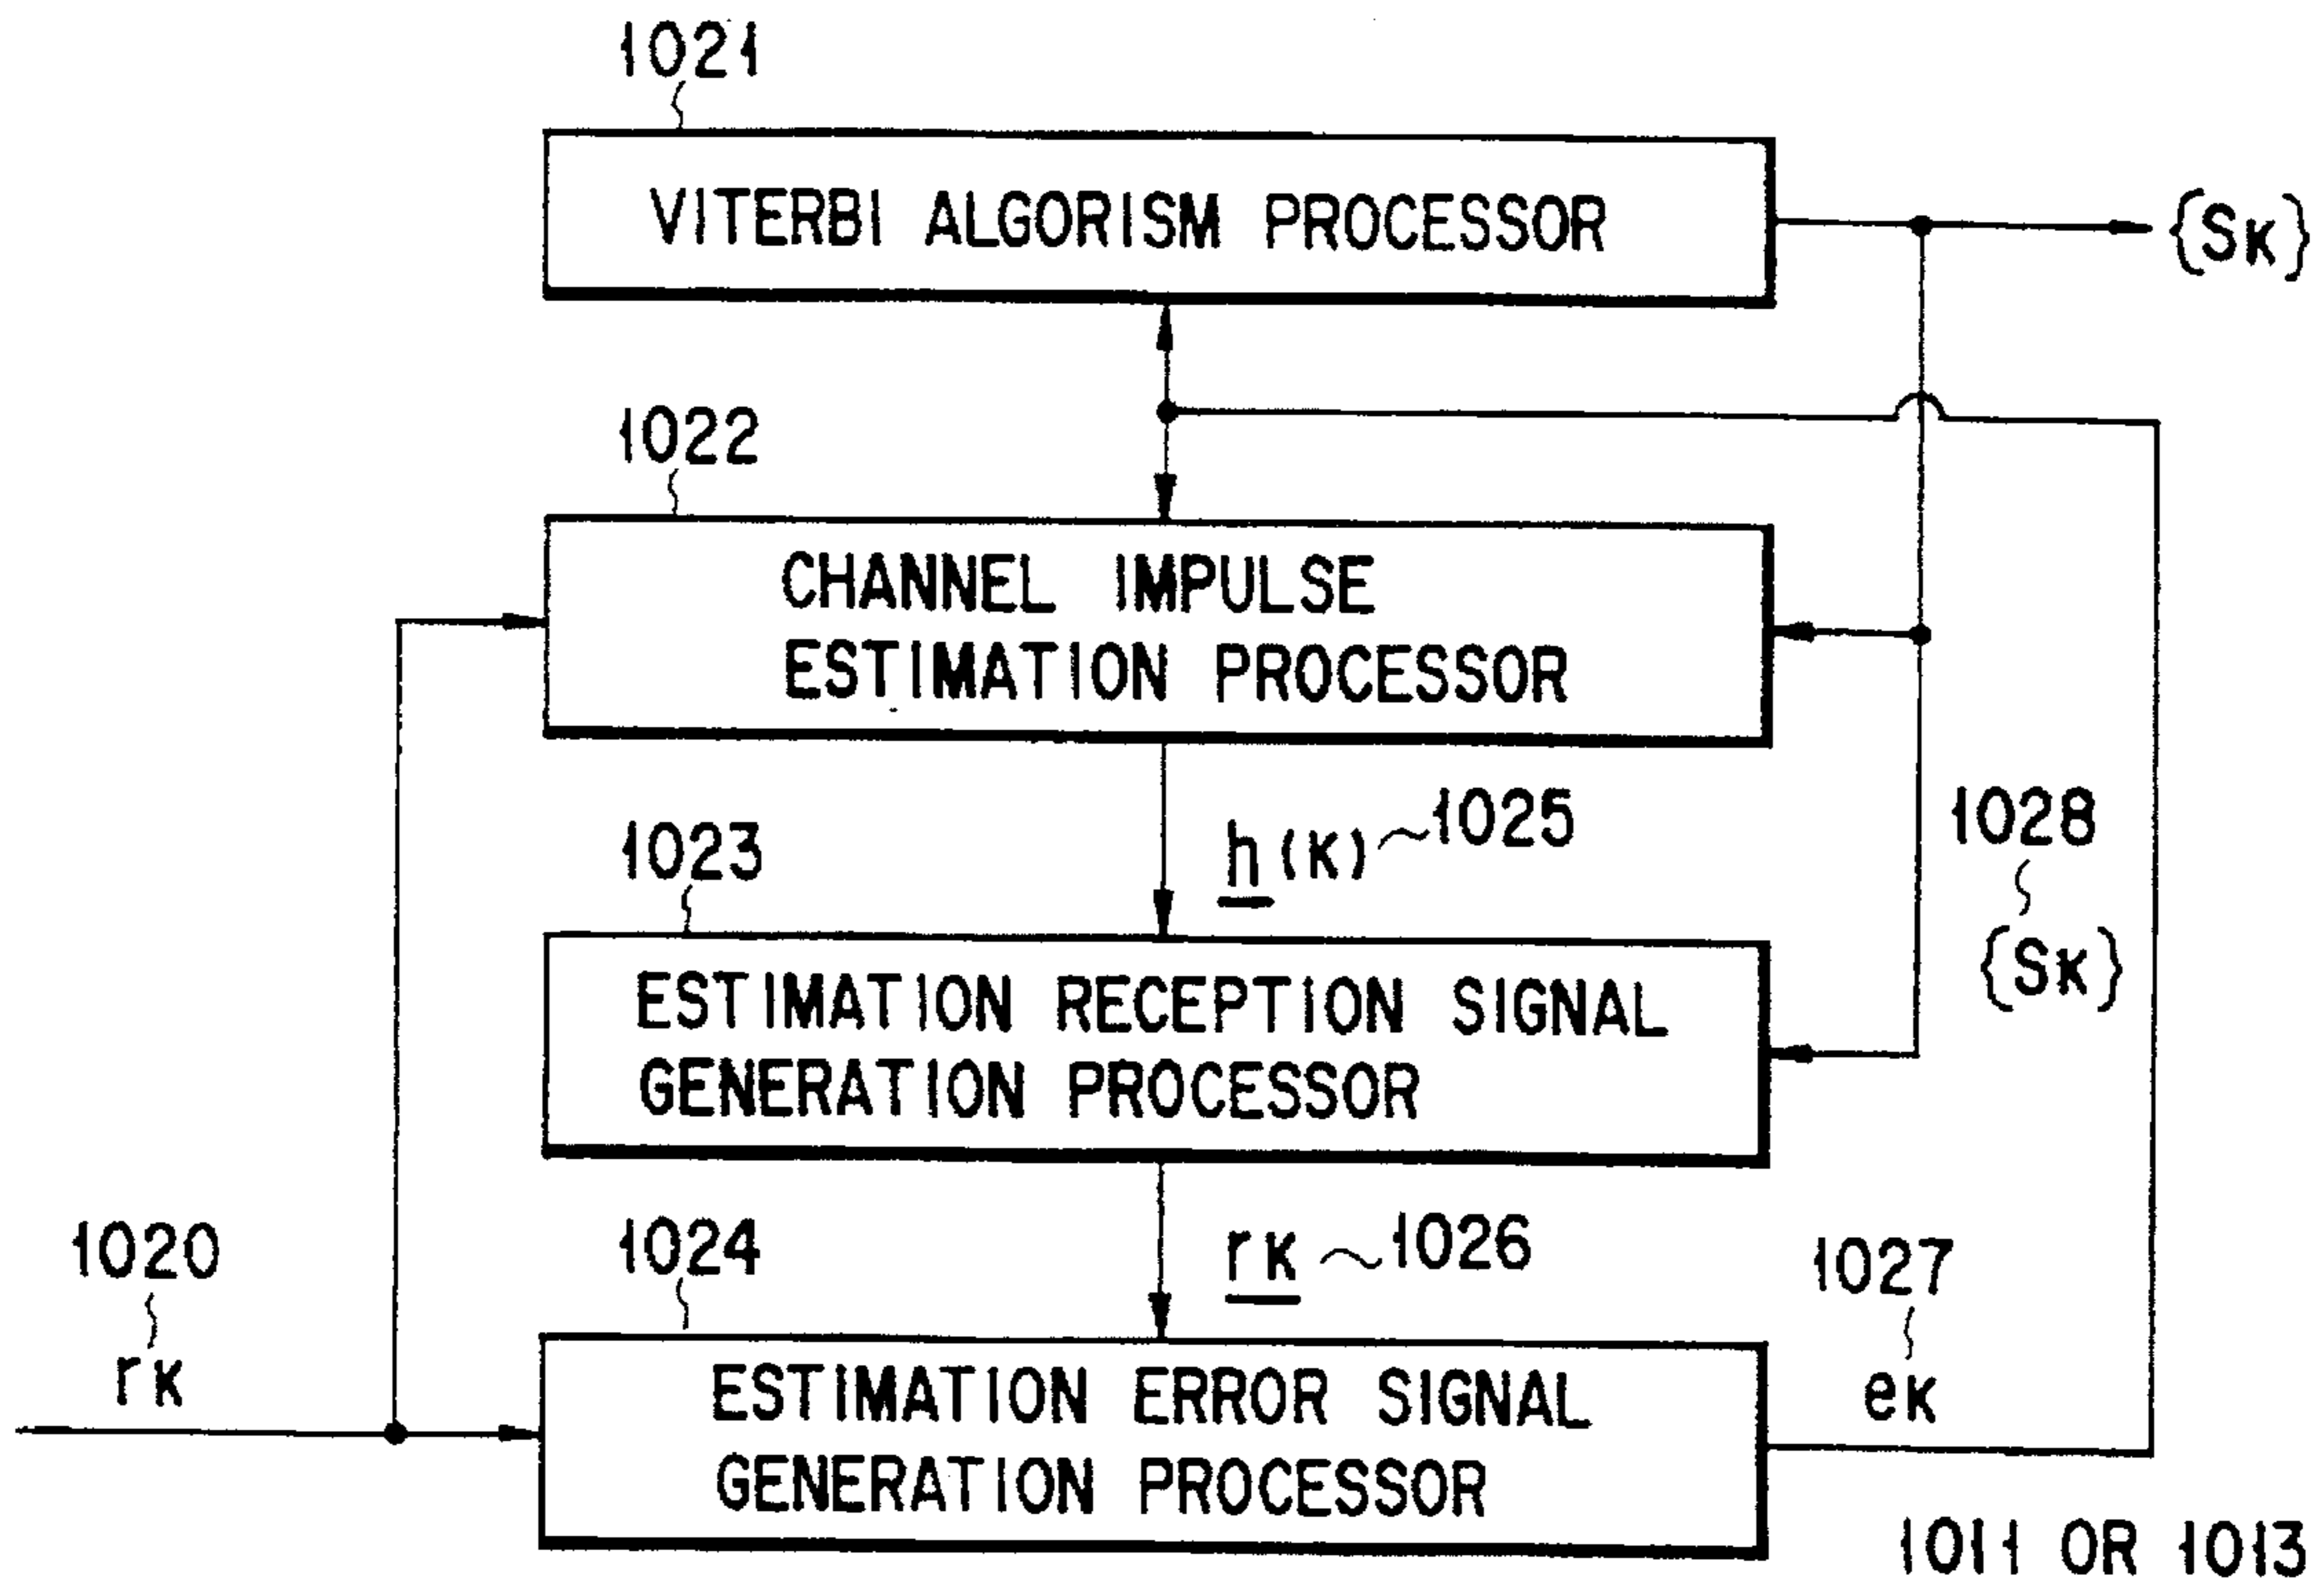 1021
VITERBI ALGORISM PROCESSOR
{SK}
1022
CHANNEL IMPULSE
ESTIMATION PROCESSOR
1023
h(K)
1025
1028
{SK}
ESTIMATION RECEPTION SIGNAL
GENERATION PROCESSOR
1020
rK
1024
rK
1026
1027
eK
ESTIMATION ERROR SIGNAL
GENERATION PROCESSOR
1011 OR 1013